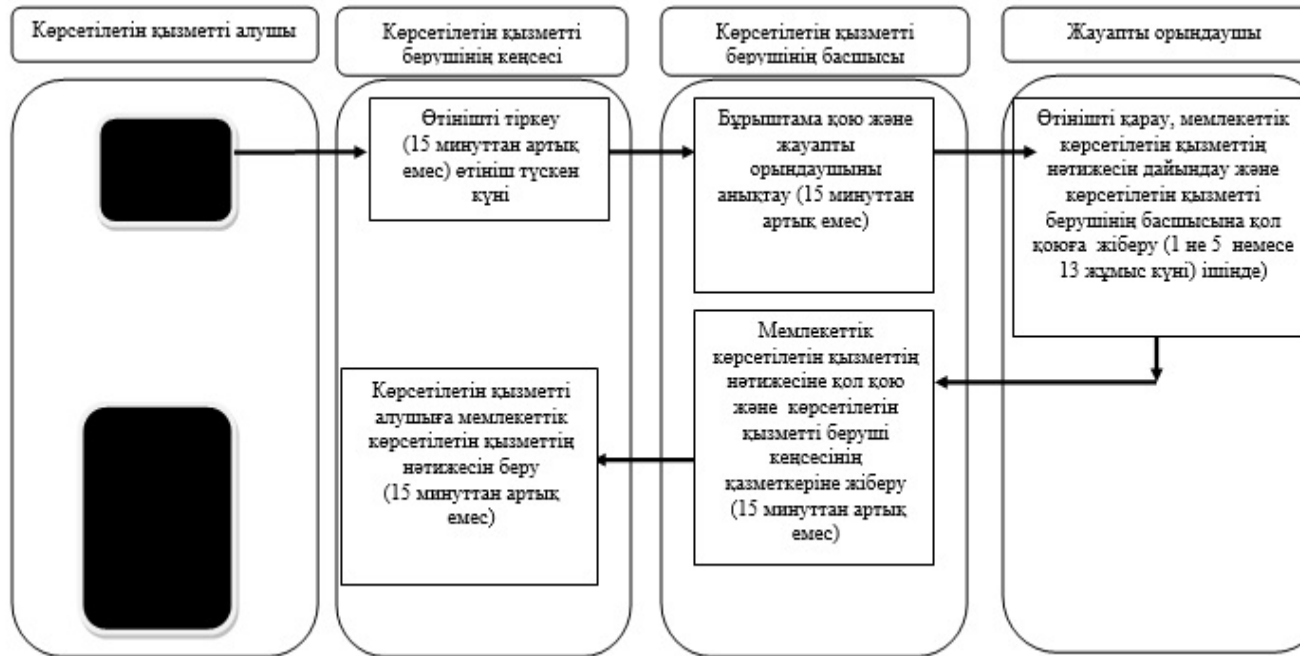 Көрсетілетін қызметті алушы
Көрсетілетін қызметті
берушінің кеңсесі
Көрсетілетін қызметті
берушінің басшысы
Жауапты орындаушы
Өтінішті тіркеу
(15 минуттан артық
емес) өтініш түскен
күні
Бұрыштама қою және
жауапты
орындаушыны
анықтау (15 минуттан
артық емес)
Өтінішті қарау, мемлекеттік
көрсетілетін қызметтің
нәтижесін дайындау және
көрсетілетін қызметті
берушінің басшысына қол
қоюға жіберу (1 не 5 немесе
13 жұмыс күні) ішінде)
Мемлекеттік
көрсетілетін қызметтің
нәтижесіне қол қою
және көрсетілетін
қызметті беруші
кеңсесінің
қазметкеріне жіберу
(15 минуттан артық
емес)
Көрсетілетін қызметті
алушыға мемлекеттік
көрсетілетін қызметтің
нәтижесін беру
(15 минуттан артық
емес)